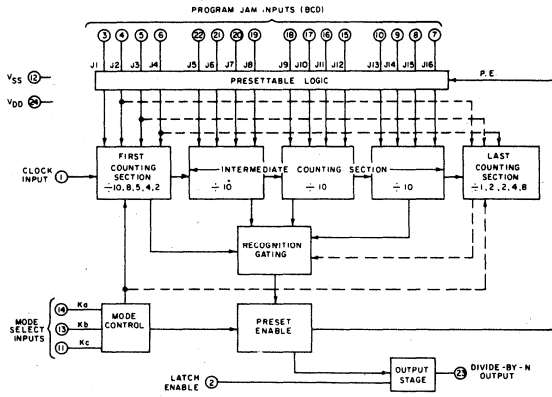 PROGRAM JAM INPUTS (BCD)
3 4 5 6 22 21 20 19 18 17 16 15 10 9 8 7
J1 J2 J3 J4 J5 J6 J7 J8 J9 J10 J11 J12 J13 J14 J15 J16
VSS 12
PRESETTABLE LOGIC
P.E
VDD 24
CLOCK INPUT 1
FIRST
COUNTING
SECTION
÷10,8,5,4,2
INTERMEDIATE COUNTING SECTION
÷ 10 ÷ 10 ÷ 10
LAST
COUNTING
SECTION
÷1,2,2,4,8
RECOGNITION
GATING
MODE
SELECT
INPUTS
14 Ka
13 Kb
11 Kc
MODE
CONTROL
PRESET
ENABLE
LATCH
ENABLE 2
OUTPUT
STAGE
23 DIVIDE-BY-N
OUTPUT